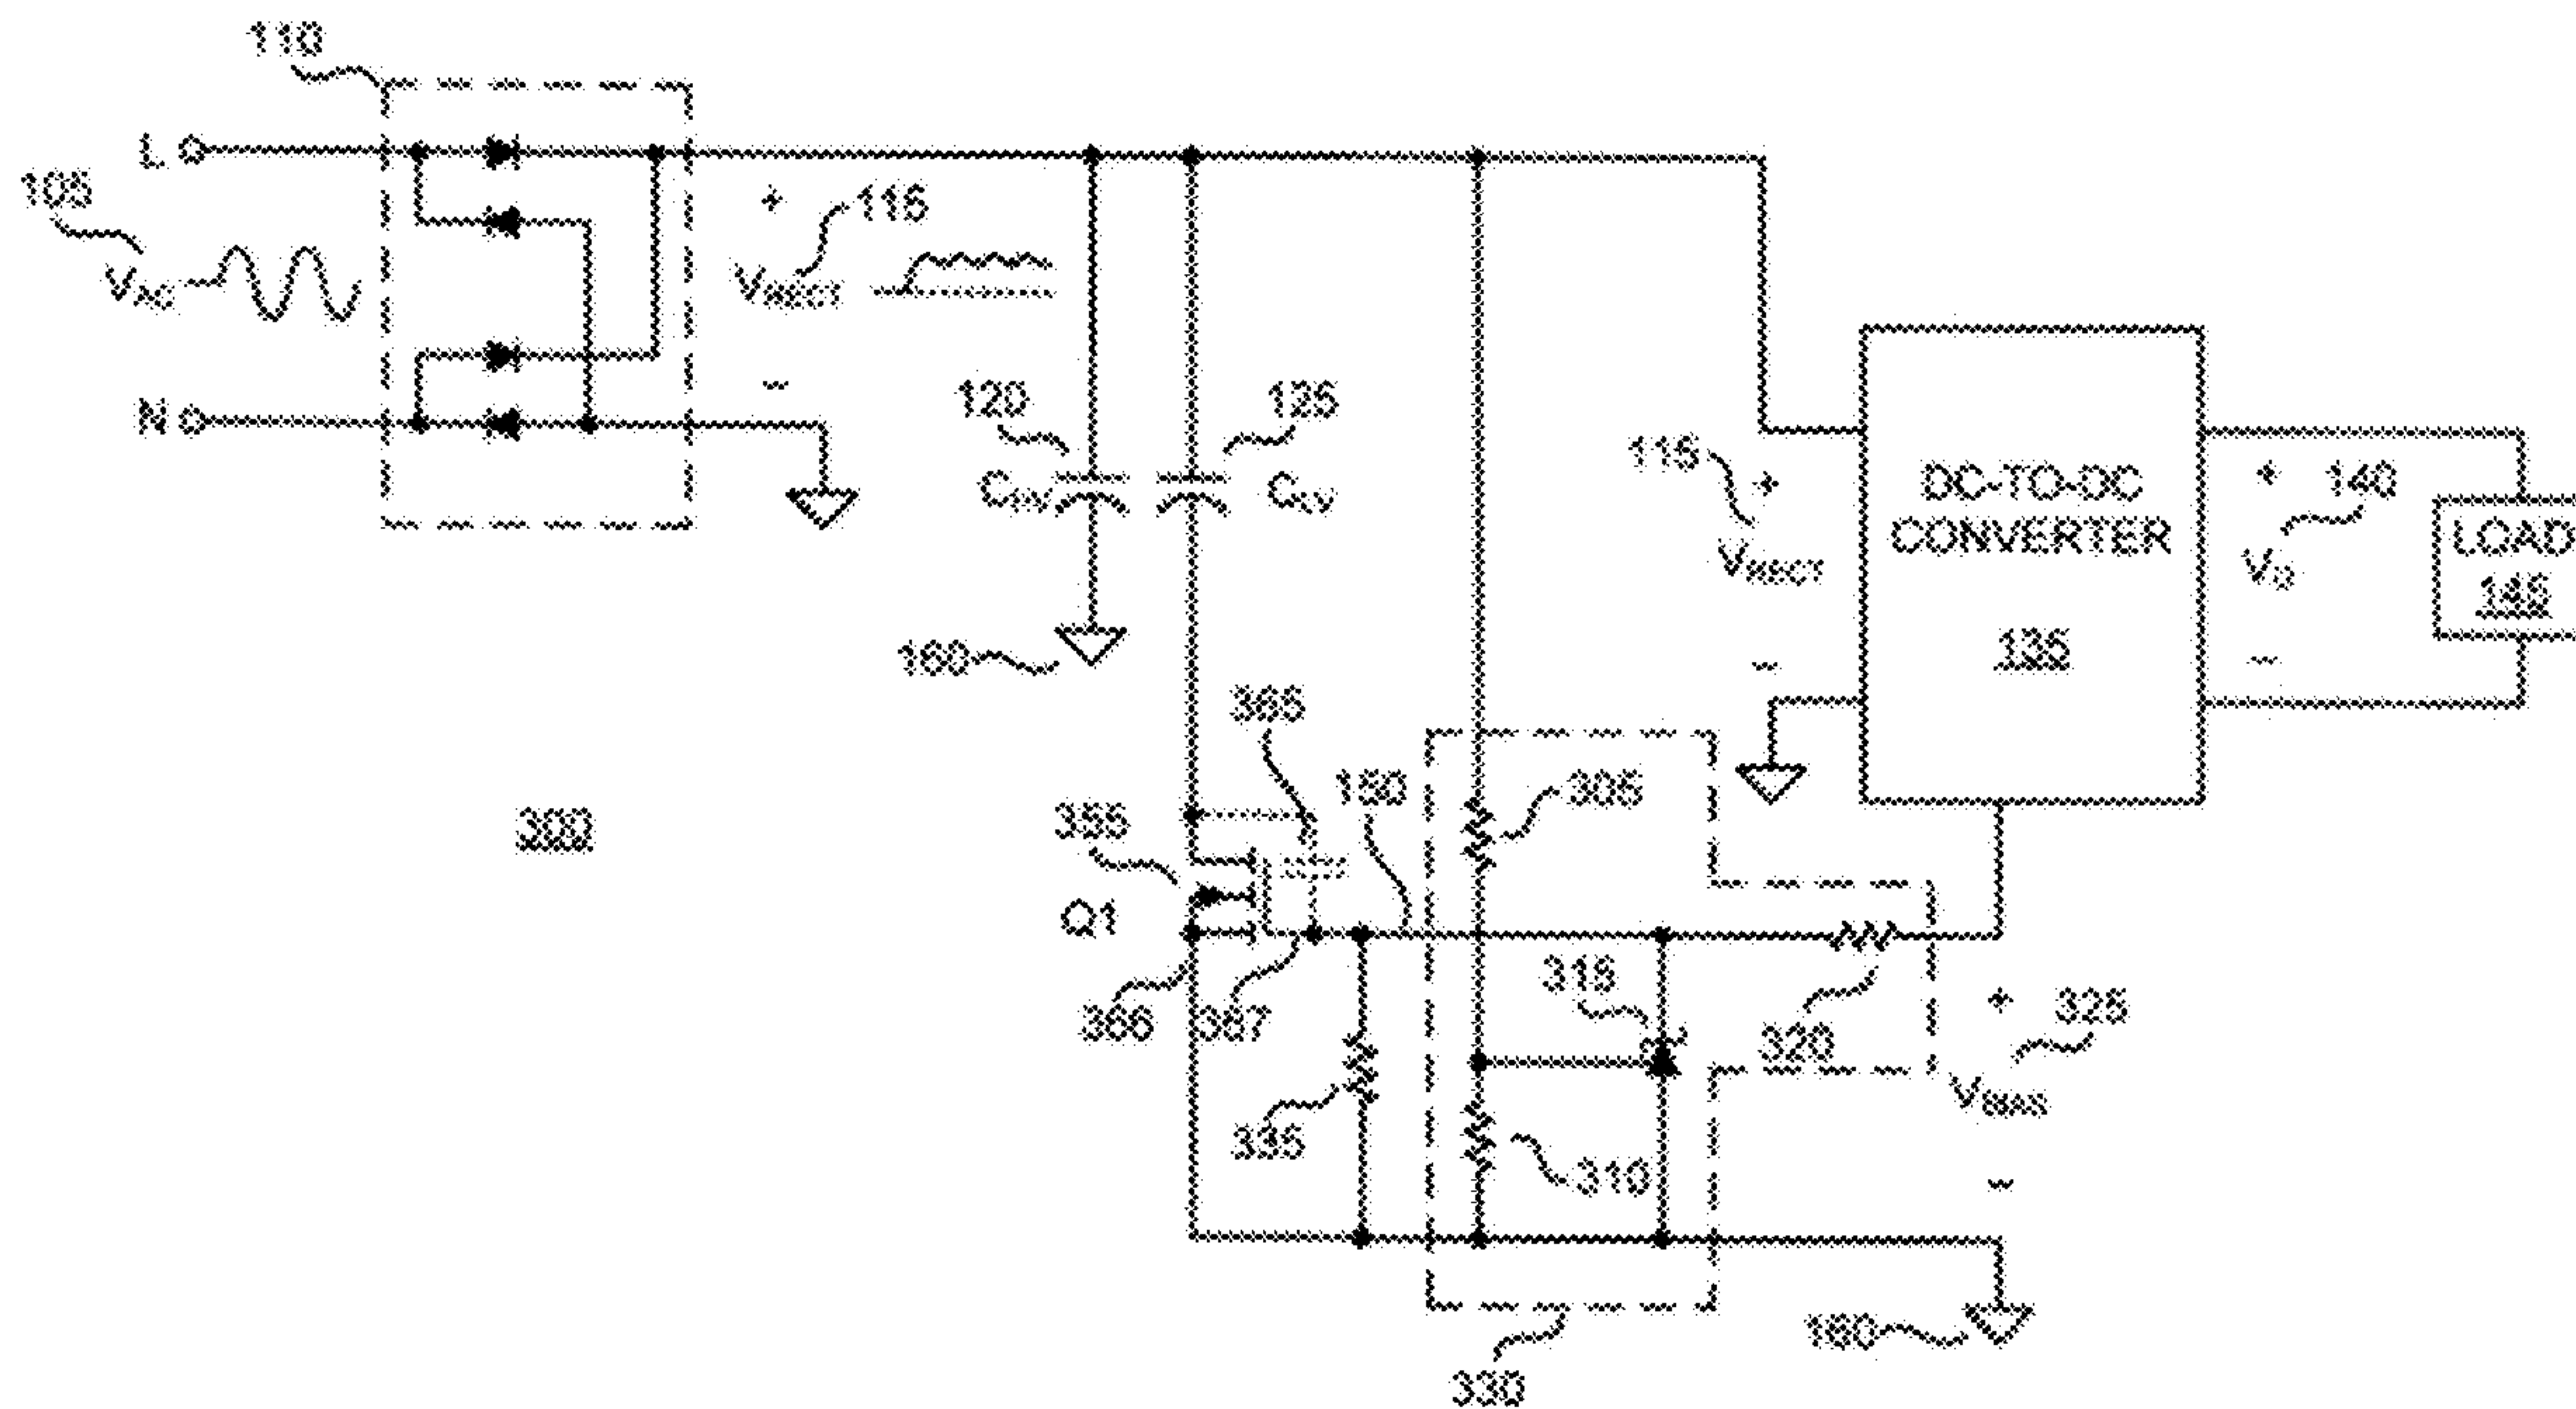 110
L
105
VAC
N
+
115
VRECT
-
120
125
CHV
CLV
160
300
115
+
VRECT
-
DC-TO-DC
CONVERTER
135
+
140
VO
-
LOAD
145
365
150
305
355
Q1
366
367
315
320
+
325
VBIAS
-
335
310
160
330